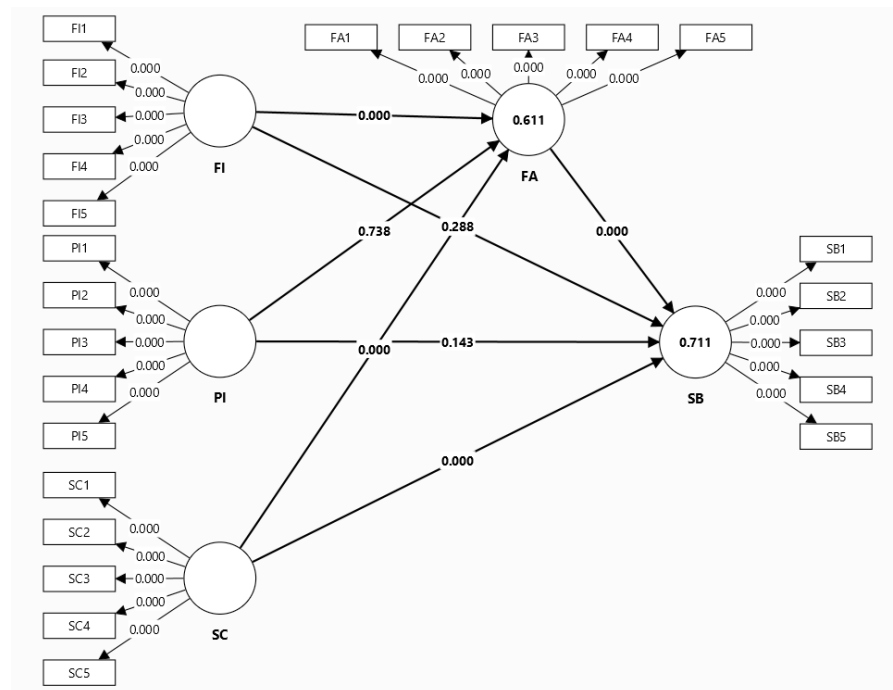 FI1
FI2
FI3
FI4
FI5
0.000
0.000
0.000
0.000
0.000
FI
FA1
FA2
FA3
FA4
FA5
0.000
0.000
0.000
0.000
0.000
0.611
FA
0.000
0.738
0.288
0.000
PI1
PI2
PI3
PI4
PI5
0.000
0.000
0.000
0.000
0.000
PI
0.000
0.143
0.711
SB
0.000
0.000
0.000
0.000
0.000
SB1
SB2
SB3
SB4
SB5
0.000
SC1
SC2
SC3
SC4
SC5
0.000
0.000
0.000
0.000
0.000
SC